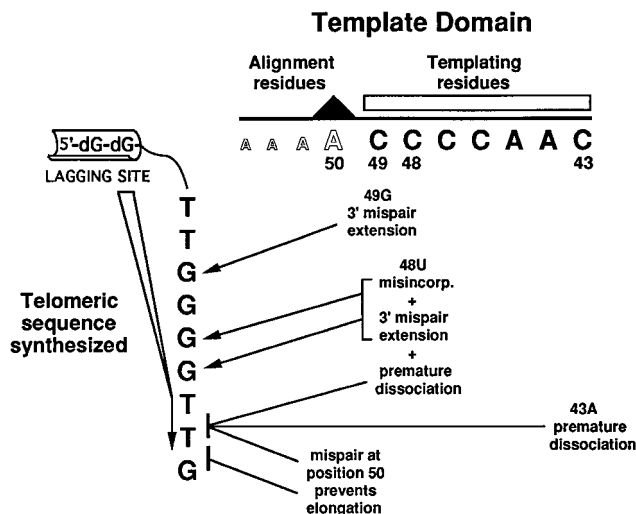 Template Domain
Alignment residues
Templating residues
A A A A C C C C A A C
50 49 48 43
5'-dG-dG-
LAGGING SITE
T
T
G
G
G
G
T
T
G
Telomeric
sequence
synthesized
49G
3' mispair
extension
48U
misincorp.
+
3' mispair
extension
+
premature
dissociation
43A
premature
dissociation
mispair at
position 50
prevents
elongation